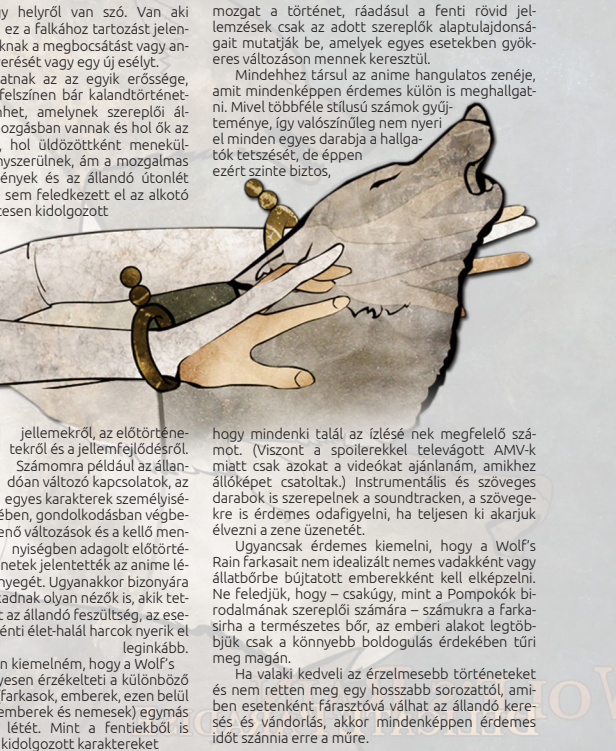 gy helyről van szó. Van aki
ez a falkához tartozást jelen-
knak a megbocsátást vagy an-
erését vagy egy új esélyt.
atnak az az egyik erőssége,
felszínen bár kalandtörténet-
nhet, amelynek szereplői ál-
ozgásban vannak és hol ők az
, hol üldözöttként menekül-
nyszerülnek, ám a mozgalmas
ények és az állandó útonlét
sem feledkezett el az alkotó
tesen kidolgozott
jellemekről, az előtörténe-
tekről és a jellemfejlődésről.
Számomra például az állan-
dóan változó kapcsolatok, az
egyes karakterek személyisé-
ében, gondolkodásban végbe-
enő változások és a kellő men-
nyiségben adagolt előtörté-
netek jelentették az anime lé-
nyegét. Ugyanakkor bizonyára
kadnak olyan nézők is, akik tet-
t az állandó feszültség, az ese-
énti élet-halál harcok nyerik el
leginkább.
n kiemelném, hogy a Wolf's
yesen érzékelteti a különböző
(farkasok, emberek, ezen belül
emberek és nemesek) egymás
létét. Mint a fentiekből is
kidolgozott karaktereket
mozgat a történet, ráadásul a fenti rövid jel-
lemzések csak az adott szereplők alaptulajdonsá-
gait mutatják be, amelyek egyes esetekben gyök-
eres változáson mennek keresztül.
Mindehhez társul az anime hangulatos zenéje,
amit mindenképpen érdemes külön is meghallgat-
ni. Mivel többféle stílusú számok gyűj-
teménye, így valószínűleg nem nyeri
el minden egyes darabja a hallga-
tók tetszését, de éppen
ezért szinte biztos,
hogy mindenki talál az ízlésé nek megfelelő szá-
mot. (Viszont a spoilerekkel televágott AMV-k
miatt csak azokat a videókat ajánlanám, amikhez
állóképet csatoltak.) Instrumentális és szöveges
darabok is szerepelnek a soundtracken, a szövege-
kre is érdemes odafigyelni, ha teljesen ki akarjuk
élvezni a zene üzenetét.
Ugyancsak érdemes kiemelni, hogy a Wolf's
Rain farkasait nem idealizált nemes vadakként vagy
állatbőrbe bújtatott emberekként kell elképzelni.
Ne feledjük, hogy – csakúgy, mint a Pompokók bi-
rodalmának szereplői számára – számukra a farka-
sirha a természetes bőr, az emberi alakot legtöb-
bjük csak a könnyebb boldogulás érdekében tűri
meg magán.
Ha valaki kedveli az érzelmesebb történeteket
és nem retten meg egy hosszabb sorozattól, ami-
ben esetenként fárasztóvá válhat az állandó kere-
sés és vándorlás, akkor mindenképpen érdemes
időt szánnia erre a műre.